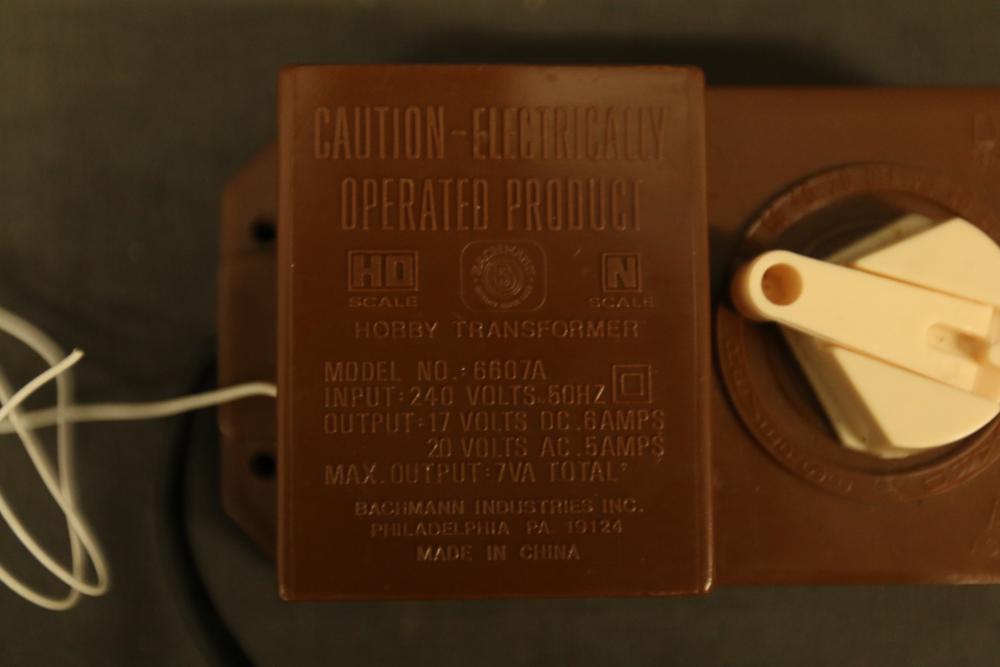 CAUTION-ELECTRICALLY
OPERATED PRODUCT
HO N
SCALE BACHMANN SCALE
HOBBY TRANSFORMER
MODEL NO.: 6607A
INPUT: 240 VOLTS 50HZ
OUTPUT: 17 VOLTS DC .6AMPS
20 VOLTS AC .5AMPS
MAX. OUTPUT: 7VA TOTAL
BACHMANN INDUSTRIES INC.
PHILADELPHIA PA. 19124
MADE IN CHINA